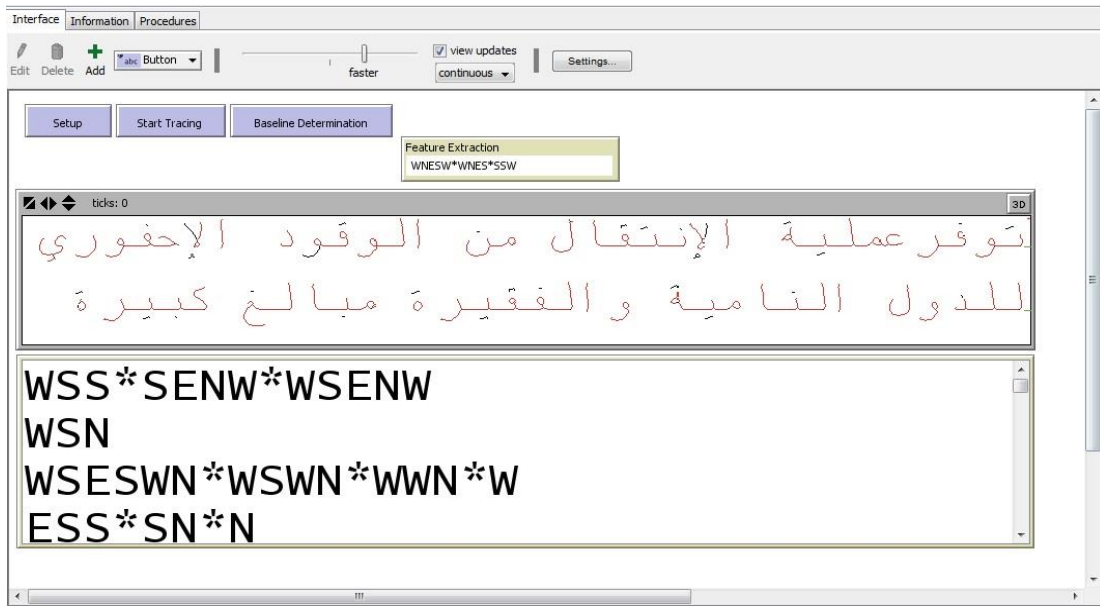 Interface Information Procedures
Edit Delete Add abc Button faster view updates continuous Settings...
Setup Start Tracing Baseline Determination
Feature Extraction
WNESW*WNES*SSW
ticks: 0 3D
توفر عملية الإنتقال من الوقود الإحفوري
للدول النامية والفقيرة مبالغ كبيرة
WSS*SENW*WSENW
WSN
WSESWN*WSWN*WWN*W
ESS*SN*N